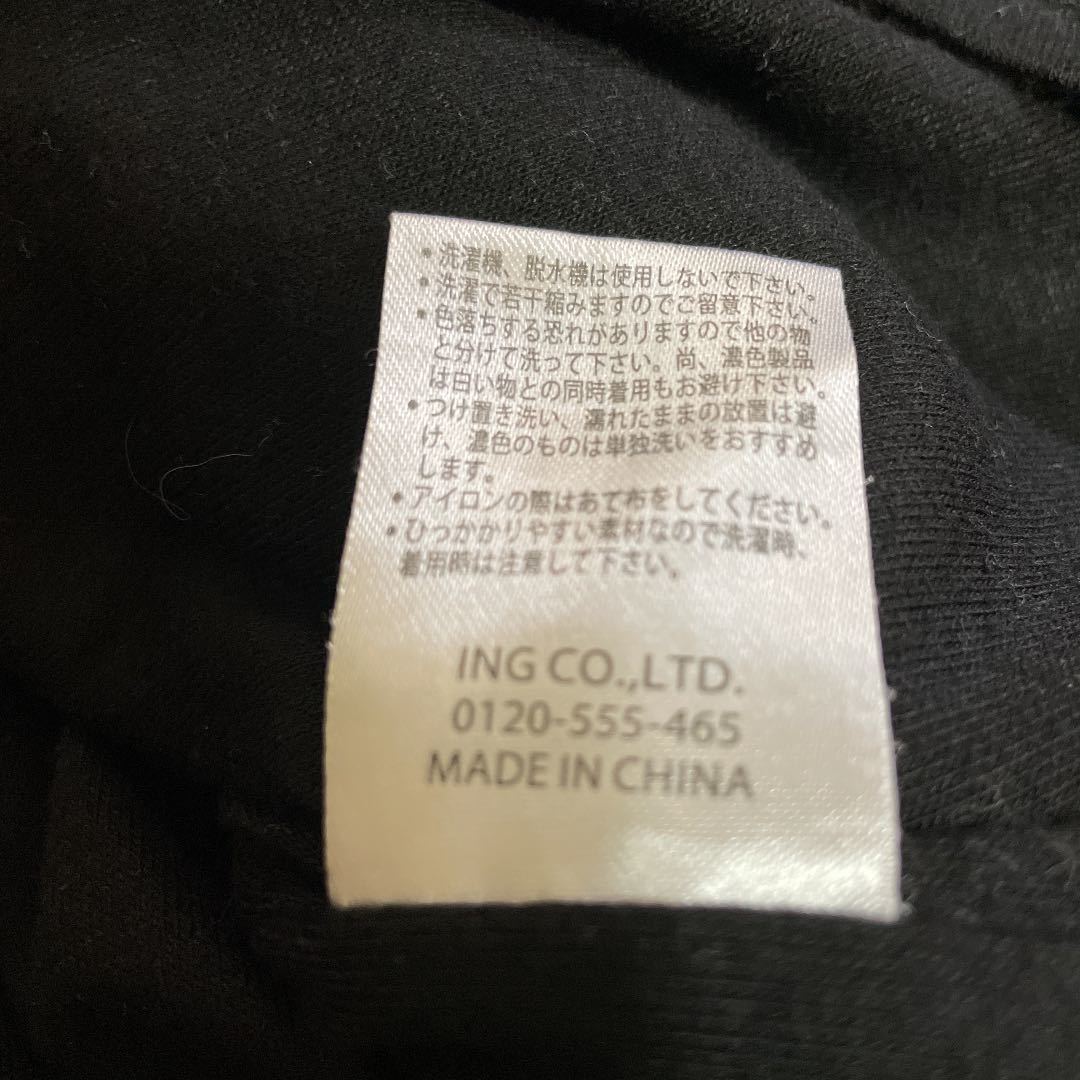 ・洗濯機、脱水機は使用しないで下さい。
・洗濯で若干縮みますのでご留意下さい。
・色落ちする恐れがありますので他の物
と分けて洗って下さい。尚、濃色製品
は白い物との同時着用もお避け下さい。
・つけ置き洗い、濡れたままの放置は避
け、濃色のものは単独洗いをおすすめ
します。
・アイロンの際はあて布をしてください。
・ひっかかりやすい素材なので洗濯時、
着用時は注意して下さい。
ING CO.,LTD.
0120-555-465
MADE IN CHINA